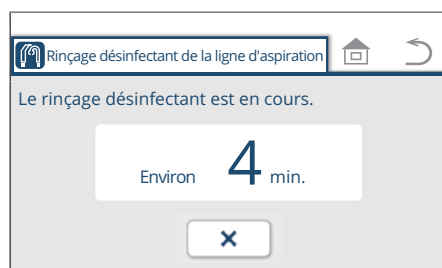 Rinçage désinfectant de la ligne d'aspiration
Le rinçage désinfectant est en cours.
Environ 4 min.